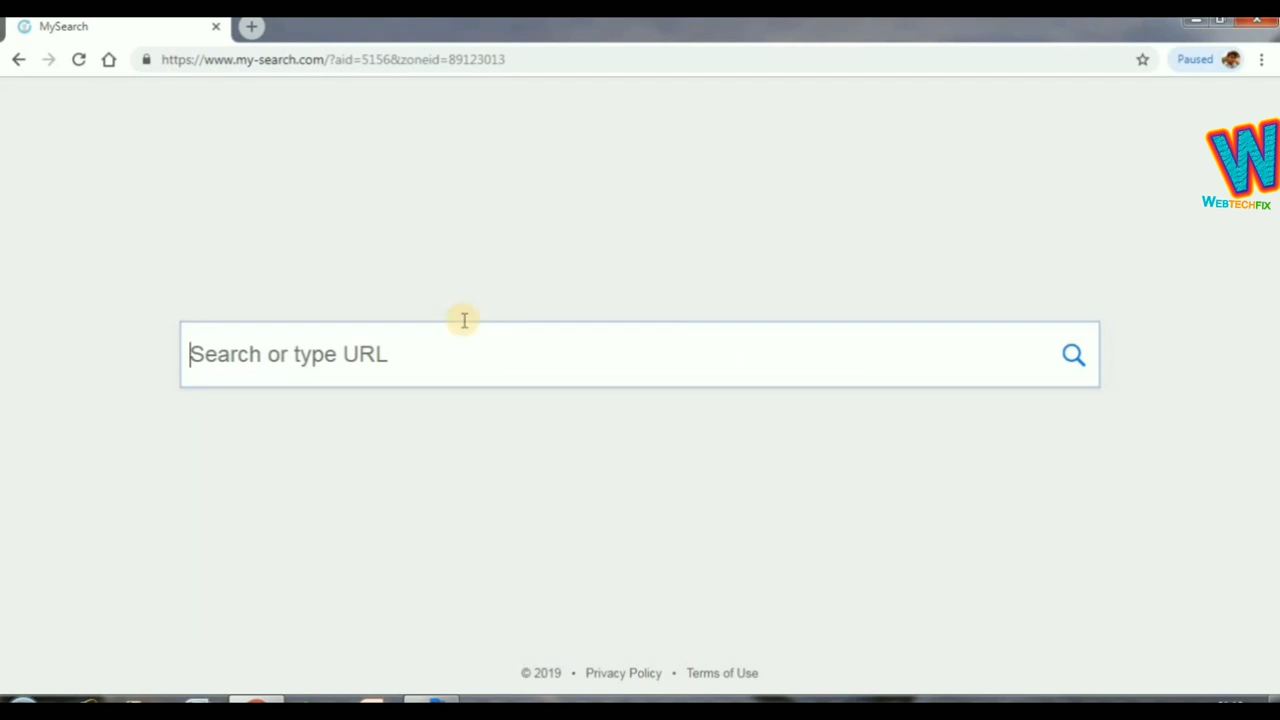 MySearch
https://www.my-search.com/?aid=5156&zoneid=89123013
Paused
W
WEBTECHFIX
Search or type URL
© 2019 • Privacy Policy • Terms of Use